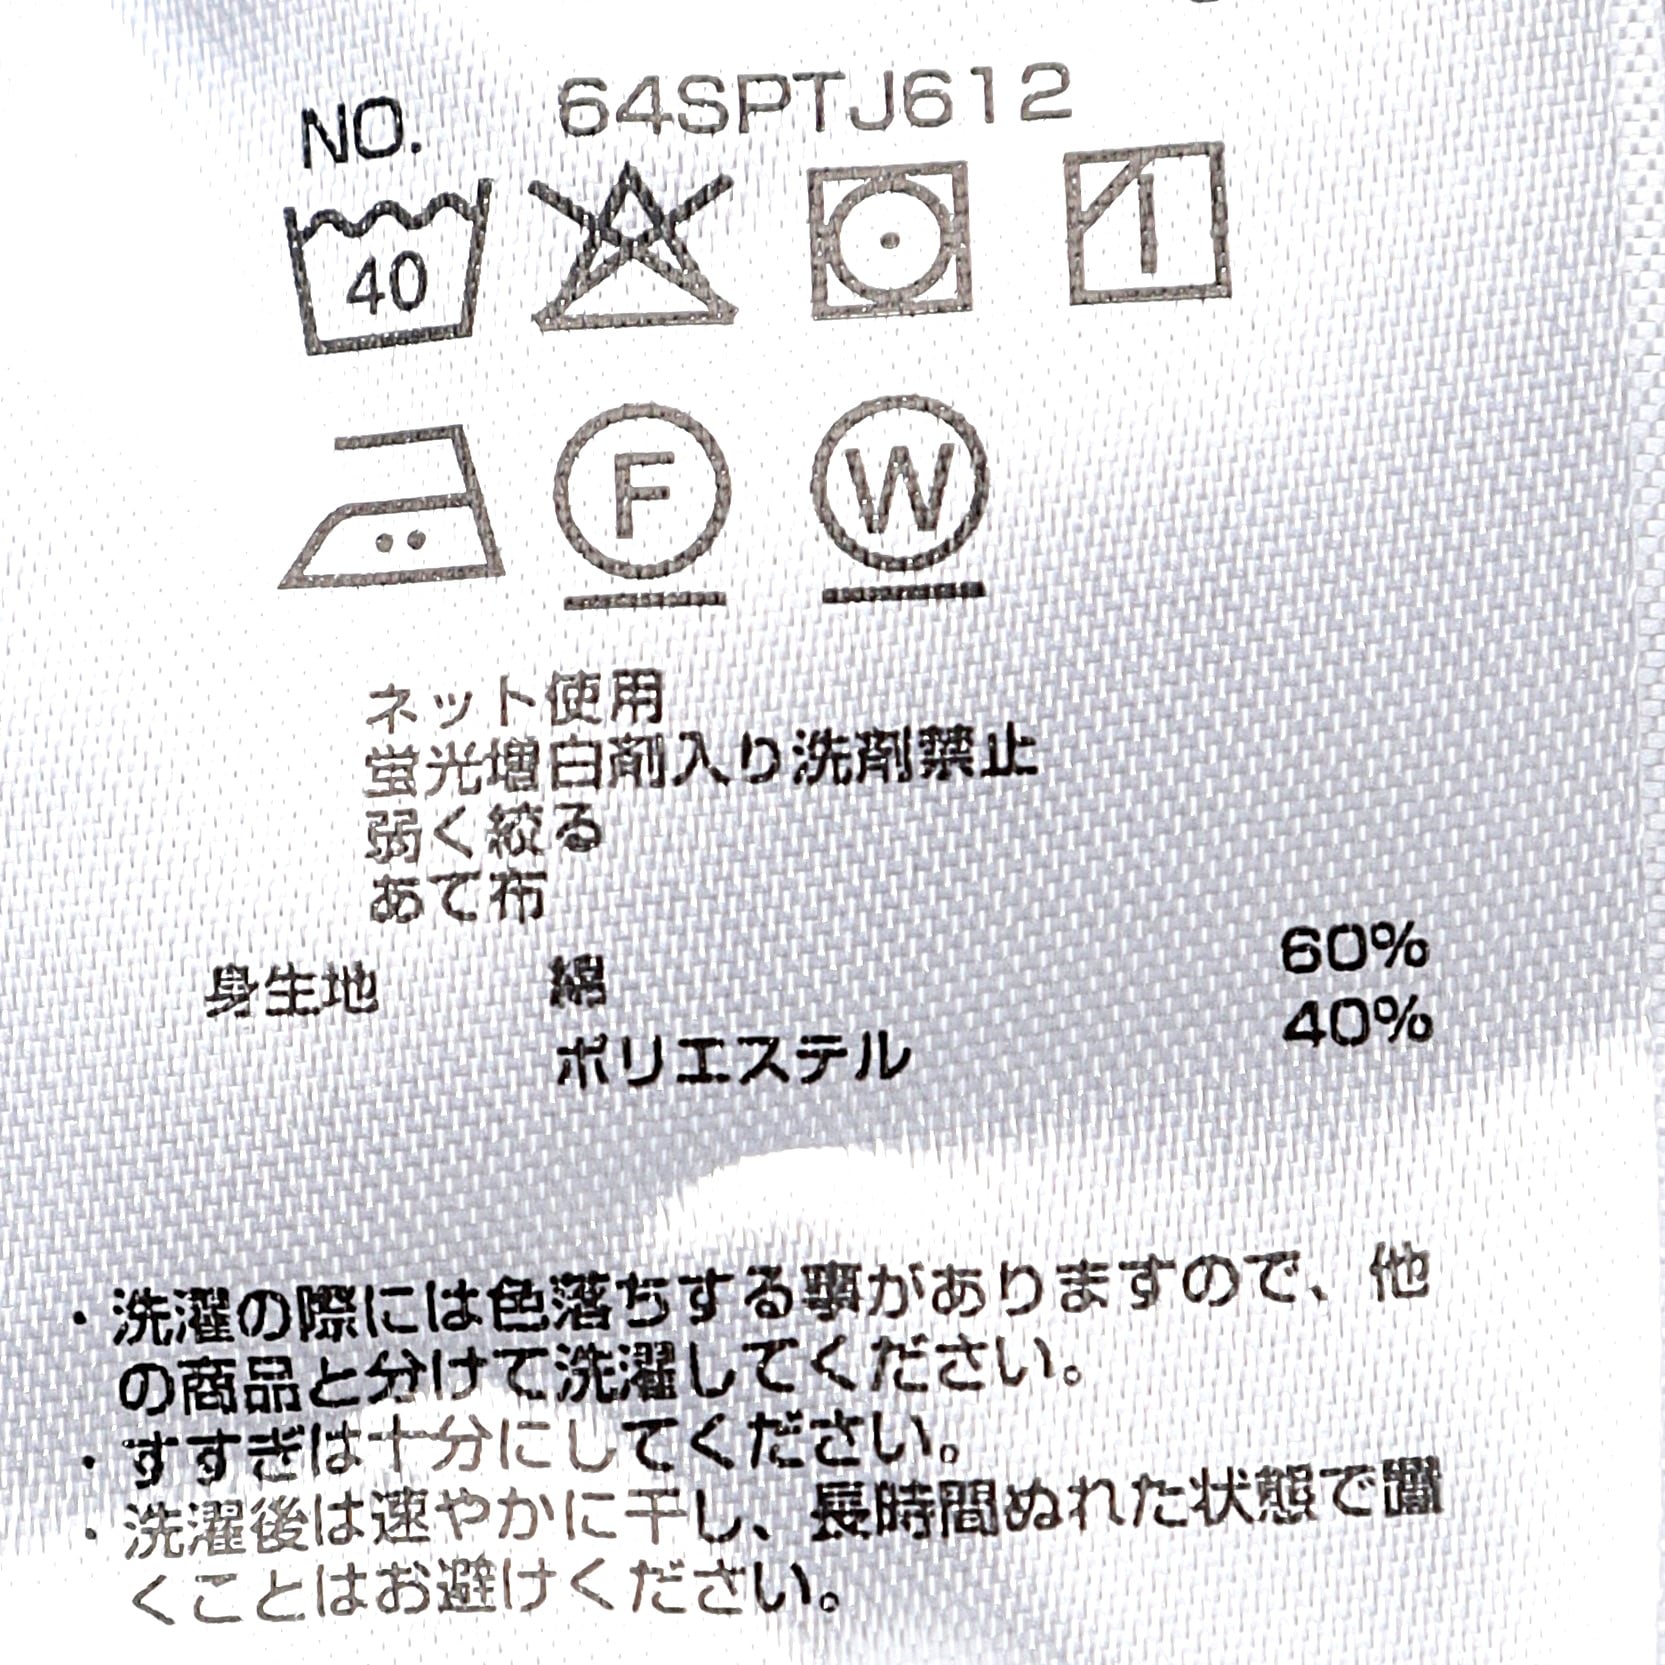 NO. 64SPTJ612
40
F W
ネット使用
蛍光増白剤入り洗剤禁止
弱く絞る
あて布
身生地 綿 60%
ポリエステル 40%
・洗濯の際には色落ちする事がありますので、他
の商品と分けて洗濯してください。
・すすぎは十分にしてください。
・洗濯後は速やかに干し、長時間ぬれた状態で置
くことはお避けください。